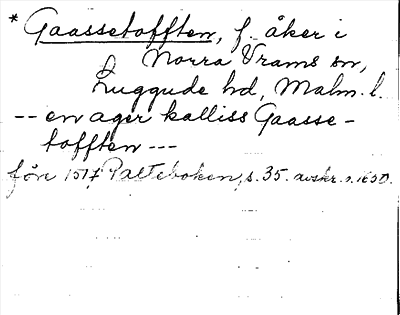 * Gaassetofften, f. åker i
Norra Vrams sn,
Luggude hd, Malm. l.
-- en ager kalliss Gaasse-
tofften ---
före 1517 Palteboken, s. 35. avskr. s. 1650.